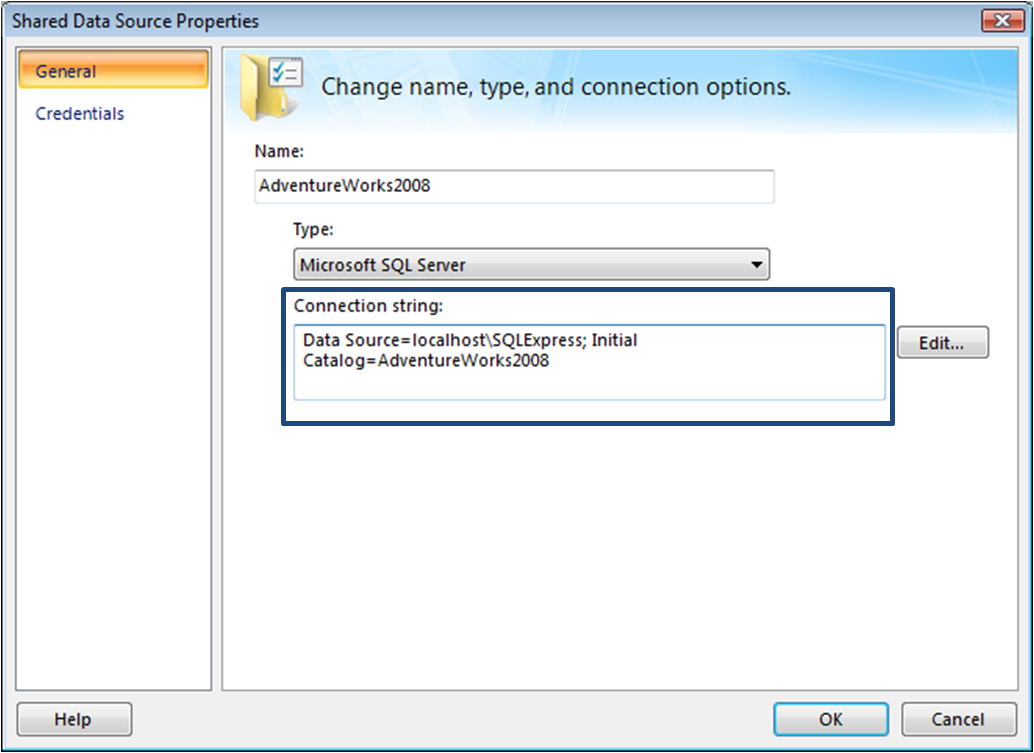 Shared Data Source Properties
General
Credentials
Change name, type, and connection options.
Name:
AdventureWorks2008
Type:
Microsoft SQL Server
Connection string:
Data Source=localhost\SQLExpress; Initial
Catalog=AdventureWorks2008
Edit...
Help
OK
Cancel